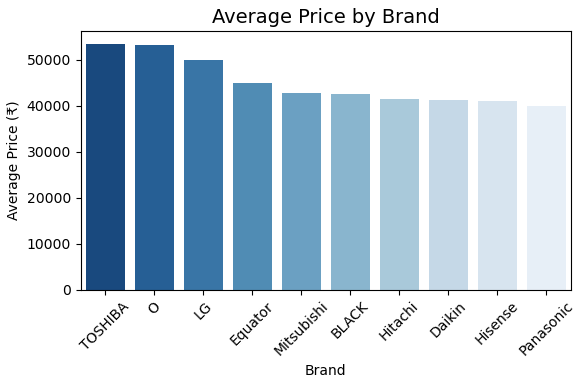 Average Price by Brand
Average Price (₹)
50000
40000
30000
20000
10000
0
TOSHIBA
O
LG
Equator
Mitsubishi
BLACK
Hitachi
Daikin
Hisense
Panasonic
Brand